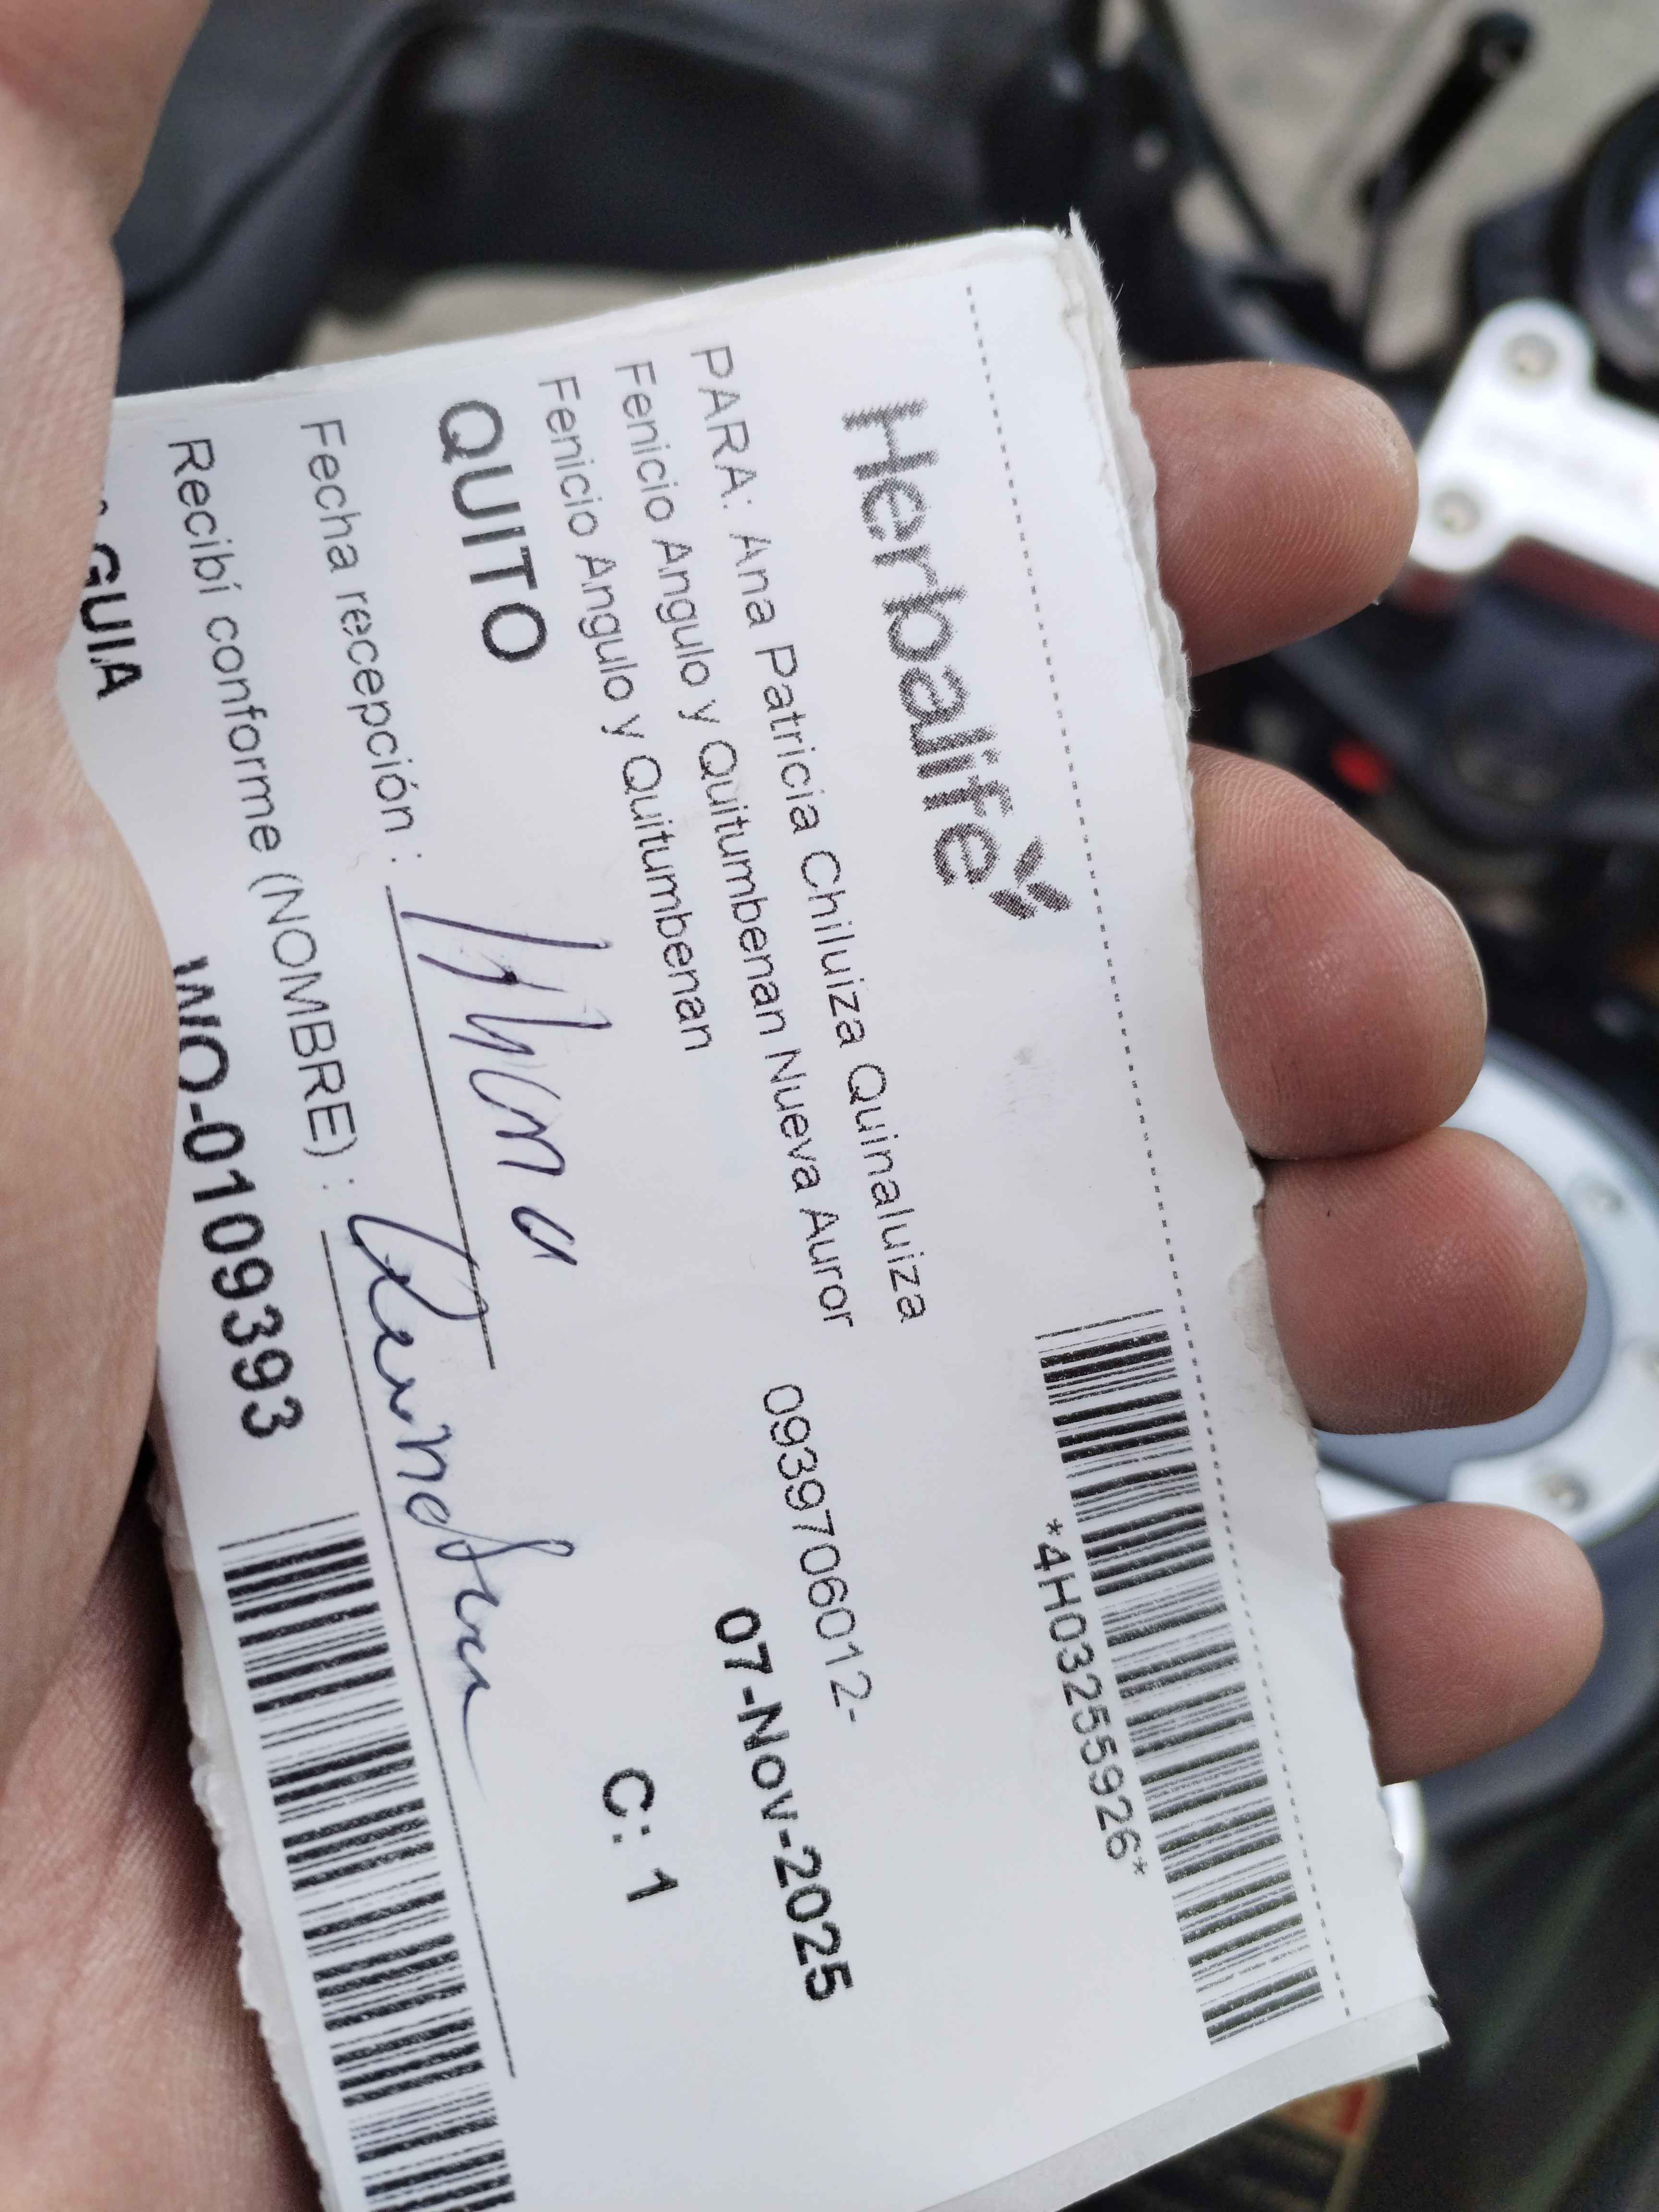 *4H03255926*
Herbalife
PARA: Ana Patricia Chiluiza Quinaluiza
Fenicio Angulo y Quitumbenan Nueva Auror 0939706012-
Fenicio Angulo y Quitumbenan 07-Nov-2025
QUITO C: 1
Fecha recepción :
Recibí conforme (NOMBRE) :
GUIA WO-0109393